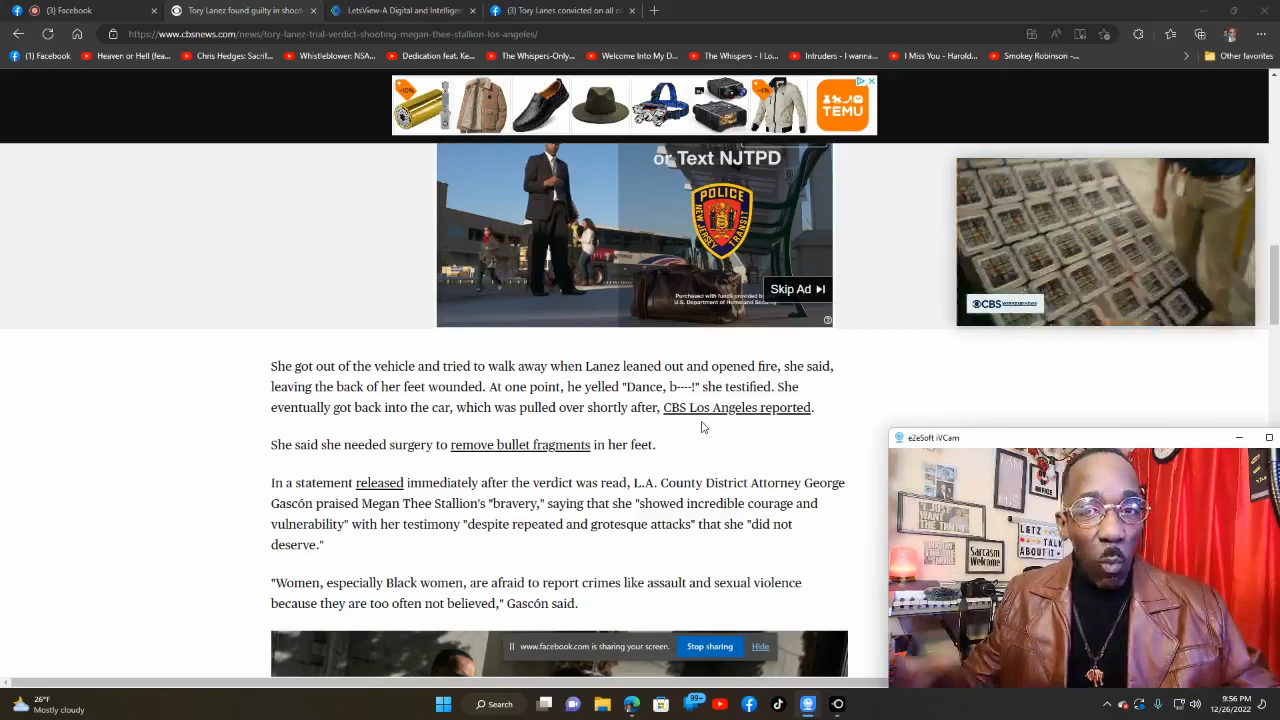 (3) Facebook
Tory Lanez found guilty in shooti
LetsView-A Digital and Intelliger
(3) Tory Lanez convicted on all co
https://www.cbsnews.com/news/tory-lanez-trial-verdict-shooting-megan-thee-stallion-los-angeles/
(1) Facebook
Heaven or Hell (fea...
Chris Hedges: Sacrif...
Whistleblower: NSA...
Dedication feat. Ke...
The Whispers-Only...
Welcome Into My D...
The Whispers - I Lo...
Intruders - I wanna...
I Miss You - Harold...
Smokey Robinson -...
Other favorites
-10%
-4%
TEMU
or Text NJTPD
POLICE
NEW JERSEY
TRANSIT
Skip Ad
Purchased with funds provided by
U.S. Department of Homeland Security
CBS
She got out of the vehicle and tried to walk away when Lanez leaned out and opened fire, she said,
leaving the back of her feet wounded. At one point, he yelled "Dance, b----!" she testified. She
eventually got back into the car, which was pulled over shortly after, CBS Los Angeles reported.
She said she needed surgery to remove bullet fragments in her feet.
In a statement released immediately after the verdict was read, L.A. County District Attorney George
Gascón praised Megan Thee Stallion's "bravery," saying that she "showed incredible courage and
vulnerability" with her testimony "despite repeated and grotesque attacks" that she "did not
deserve."
"Women, especially Black women, are afraid to report crimes like assault and sexual violence
because they are too often not believed," Gascón said.
www.facebook.com is sharing your screen.
Stop sharing
Hide
e2eSoft iVCam
OFFICE
LETZ
TALK
ABOUT IT
Sarcasm
NOW LOADING
26°F
Mostly cloudy
Search
99+
9:56 PM
12/26/2022